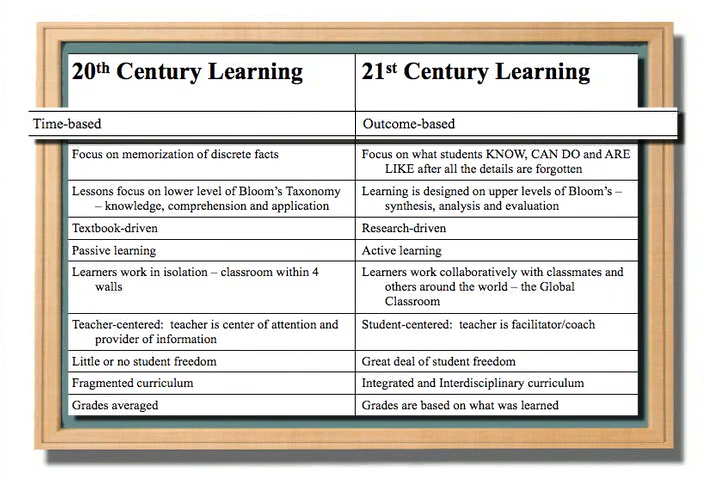 20th Century Learning
21st Century Learning
Time-based
Outcome-based
Focus on memorization of discrete facts
Focus on what students KNOW, CAN DO and ARE
LIKE after all the details are forgotten
Lessons focus on lower level of Bloom's Taxonomy
– knowledge, comprehension and application
Learning is designed on upper levels of Bloom's –
synthesis, analysis and evaluation
Textbook-driven
Research-driven
Passive learning
Active learning
Learners work in isolation – classroom within 4
walls
Learners work collaboratively with classmates and
others around the world – the Global
Classroom
Teacher-centered: teacher is center of attention and
provider of information
Student-centered: teacher is facilitator/coach
Little or no student freedom
Great deal of student freedom
Fragmented curriculum
Integrated and Interdisciplinary curriculum
Grades averaged
Grades are based on what was learned